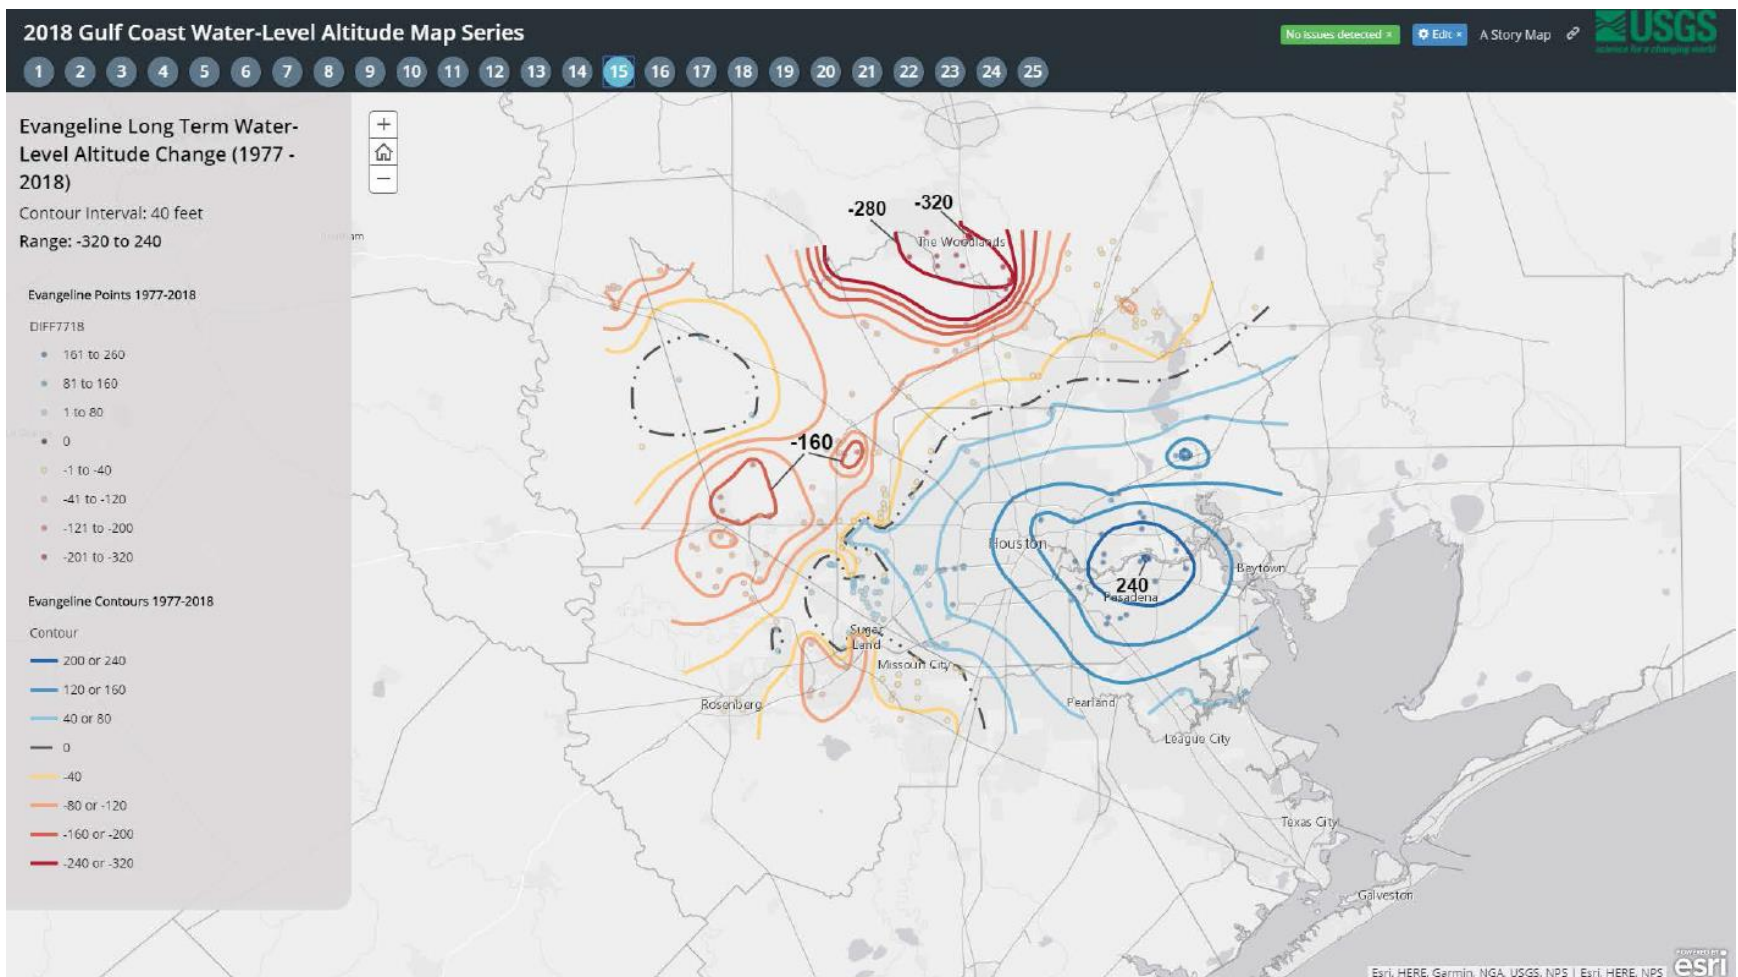 2018 Gulf Coast Water-Level Altitude Map Series
No issues detected ×
Edit ×
A Story Map
USGS
science for a changing world
1 2 3 4 5 6 7 8 9 10 11 12 13 14 15 16 17 18 19 20 21 22 23 24 25
Evangeline Long Term Water-
Level Altitude Change (1977 -
2018)
Contour Interval: 40 feet
Range: -320 to 240
Evangeline Points 1977-2018
DIFF7718
161 to 260
81 to 160
1 to 80
0
-1 to -40
-41 to -120
-121 to -200
-201 to -320
Evangeline Contours 1977-2018
Contour
200 or 240
120 or 160
40 or 80
0
-40
-80 or -120
-160 or -200
-240 or -320
+
−
-280
-320
The Woodlands
-160
Houston
240
Pasadena
Baytown
Sugar
Land
Missouri City
Rosenberg
Pearland
League City
Texas City
Galveston
POWERED BY
esri
Esri, HERE, Garmin, NGA, USGS, NPS | Esri, HERE, NPS